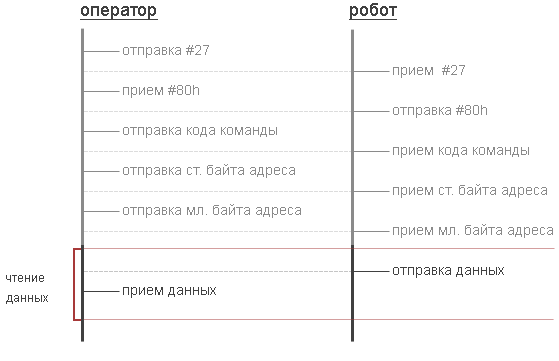 оператор
робот
отправка #27
прием #27
прием #80h
отправка #80h
отправка кода команды
прием кода команды
отправка ст. байта адреса
прием ст. байта адреса
отправка мл. байта адреса
прием мл. байта адреса
отправка данных
чтение
данных
прием данных